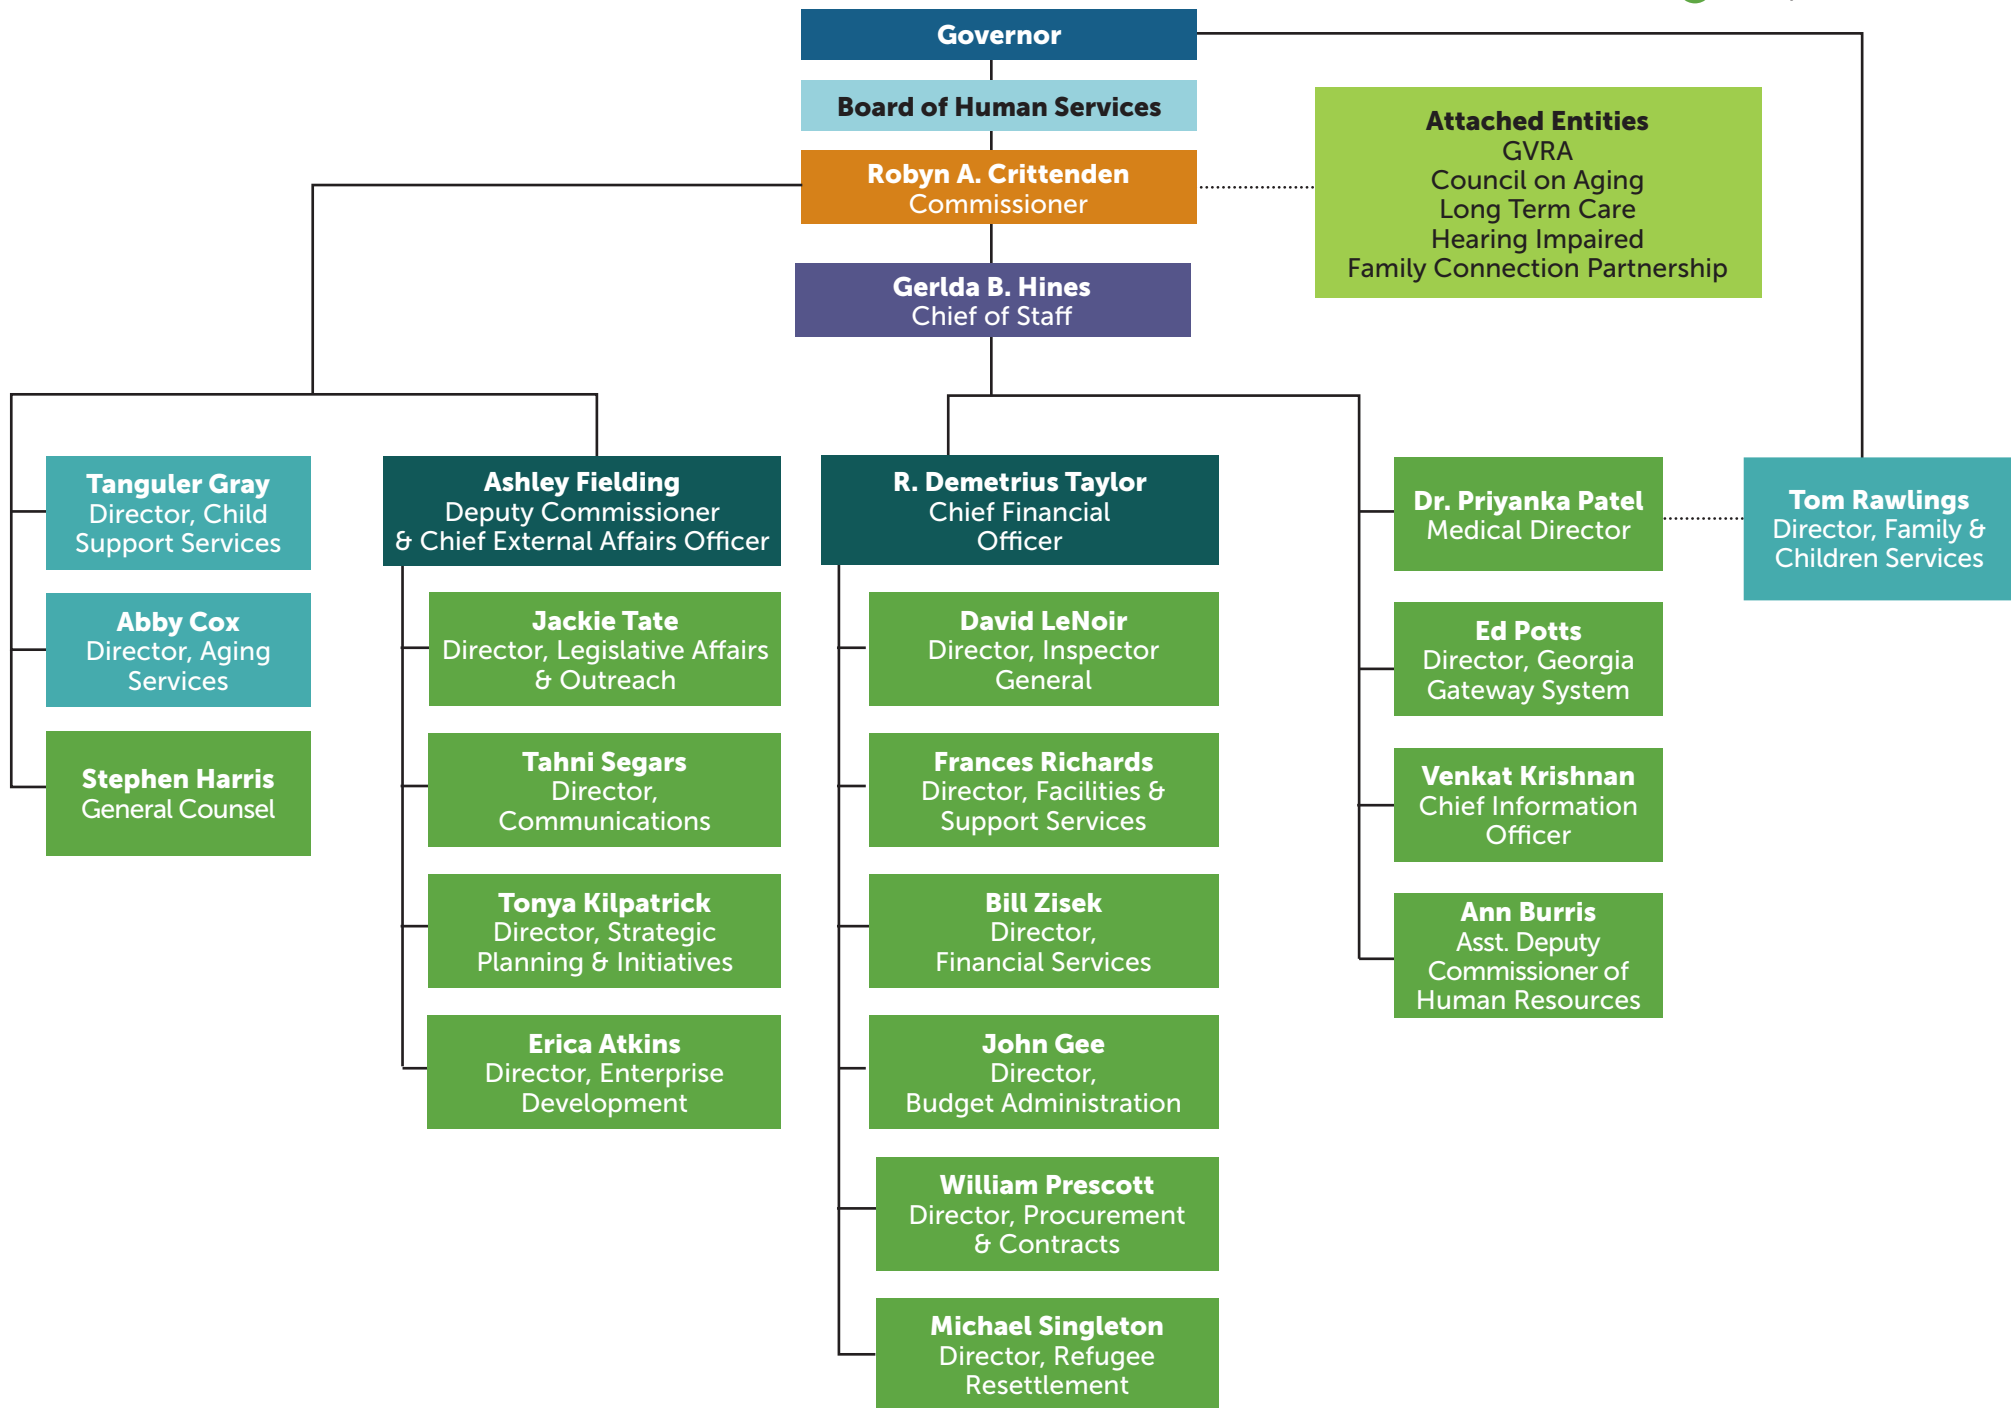 Governor
Board of Human Services
Robyn A. Crittenden
Commissioner
Attached Entities
GVRA
Council on Aging
Long Term Care
Hearing Impaired
Family Connection Partnership
Gerlda B. Hines
Chief of Staff
Tanguler Gray
Director, Child
Support Services
Abby Cox
Director, Aging
Services
Stephen Harris
General Counsel
Ashley Fielding
Deputy Commissioner
& Chief External Affairs Officer
Jackie Tate
Director, Legislative Affairs
& Outreach
Tahni Segars
Director,
Communications
Tonya Kilpatrick
Director, Strategic
Planning & Initiatives
Erica Atkins
Director, Enterprise
Development
R. Demetrius Taylor
Chief Financial
Officer
David LeNoir
Director, Inspector
General
Frances Richards
Director, Facilities &
Support Services
Bill Zisek
Director,
Financial Services
John Gee
Director,
Budget Administration
William Prescott
Director, Procurement
& Contracts
Michael Singleton
Director, Refugee
Resettlement
Dr. Priyanka Patel
Medical Director
Ed Potts
Director, Georgia
Gateway System
Venkat Krishnan
Chief Information
Officer
Ann Burris
Asst. Deputy
Commissioner of
Human Resources
Tom Rawlings
Director, Family &
Children Services